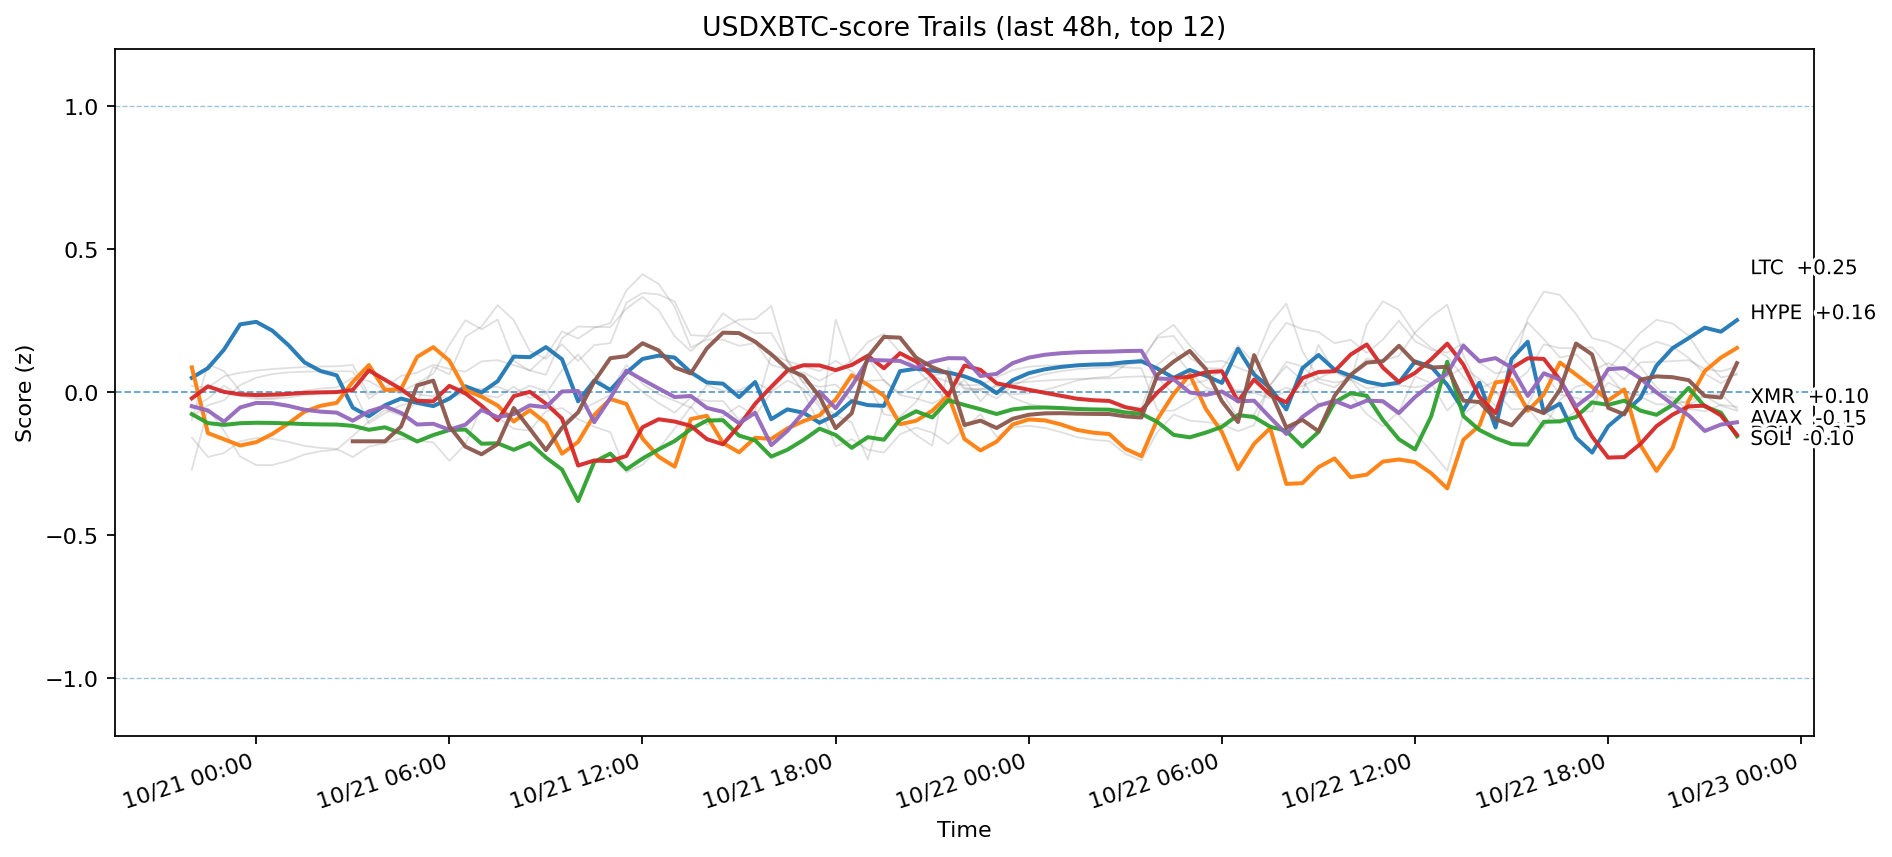 USDXBTC-score Trails (last 48h, top 12)
Score (z)
1.0
0.5
0.0
−0.5
−1.0
LTC +0.25
HYPE +0.16
XMR +0.10
AVAX -0.15
SOL -0.10
10/21 00:00
10/21 06:00
10/21 12:00
10/21 18:00
10/22 00:00
10/22 06:00
10/22 12:00
10/22 18:00
10/23 00:00
Time